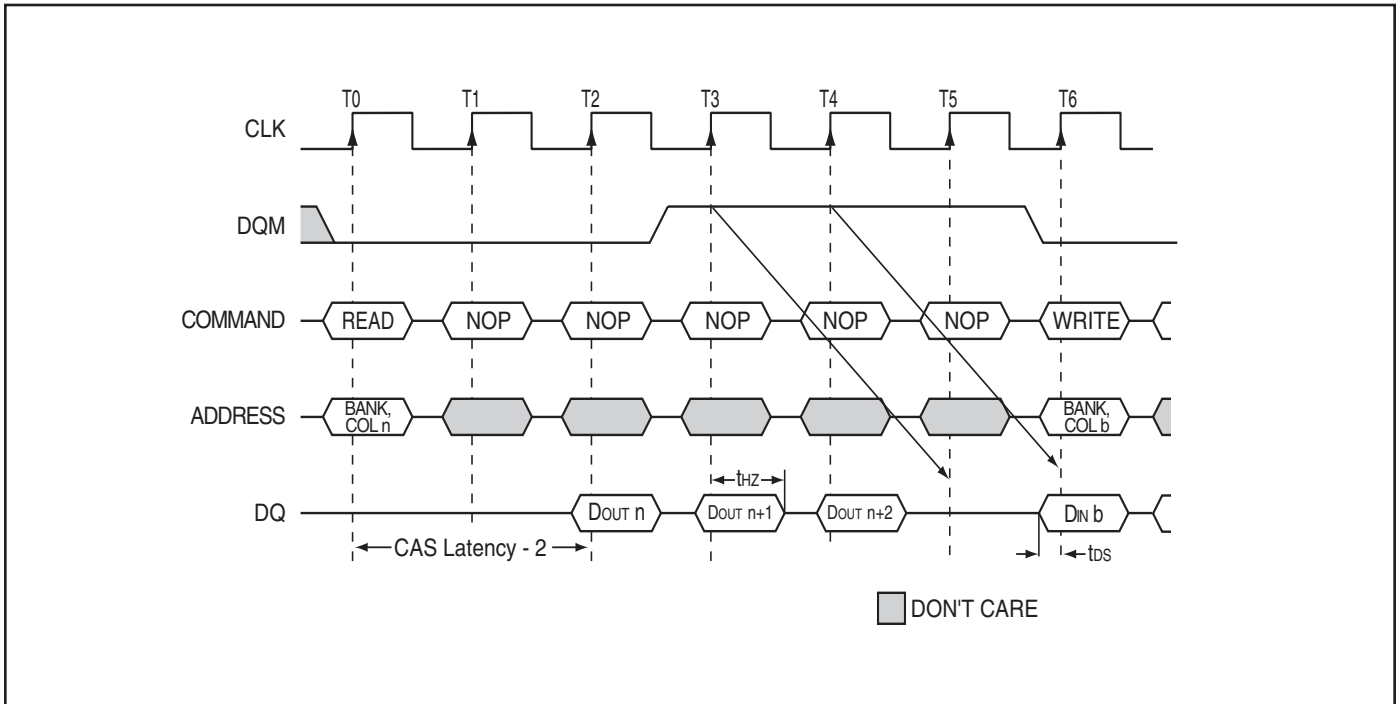 T0 T1 T2 T3 T4 T5 T6
CLK
DQM
COMMAND READ NOP NOP NOP NOP NOP WRITE
ADDRESS BANK, COL n BANK, COL b
tHZ
DQ DOUT n DOUT n+1 DOUT n+2 DIN b
CAS Latency - 2 tDS
DON'T CARE